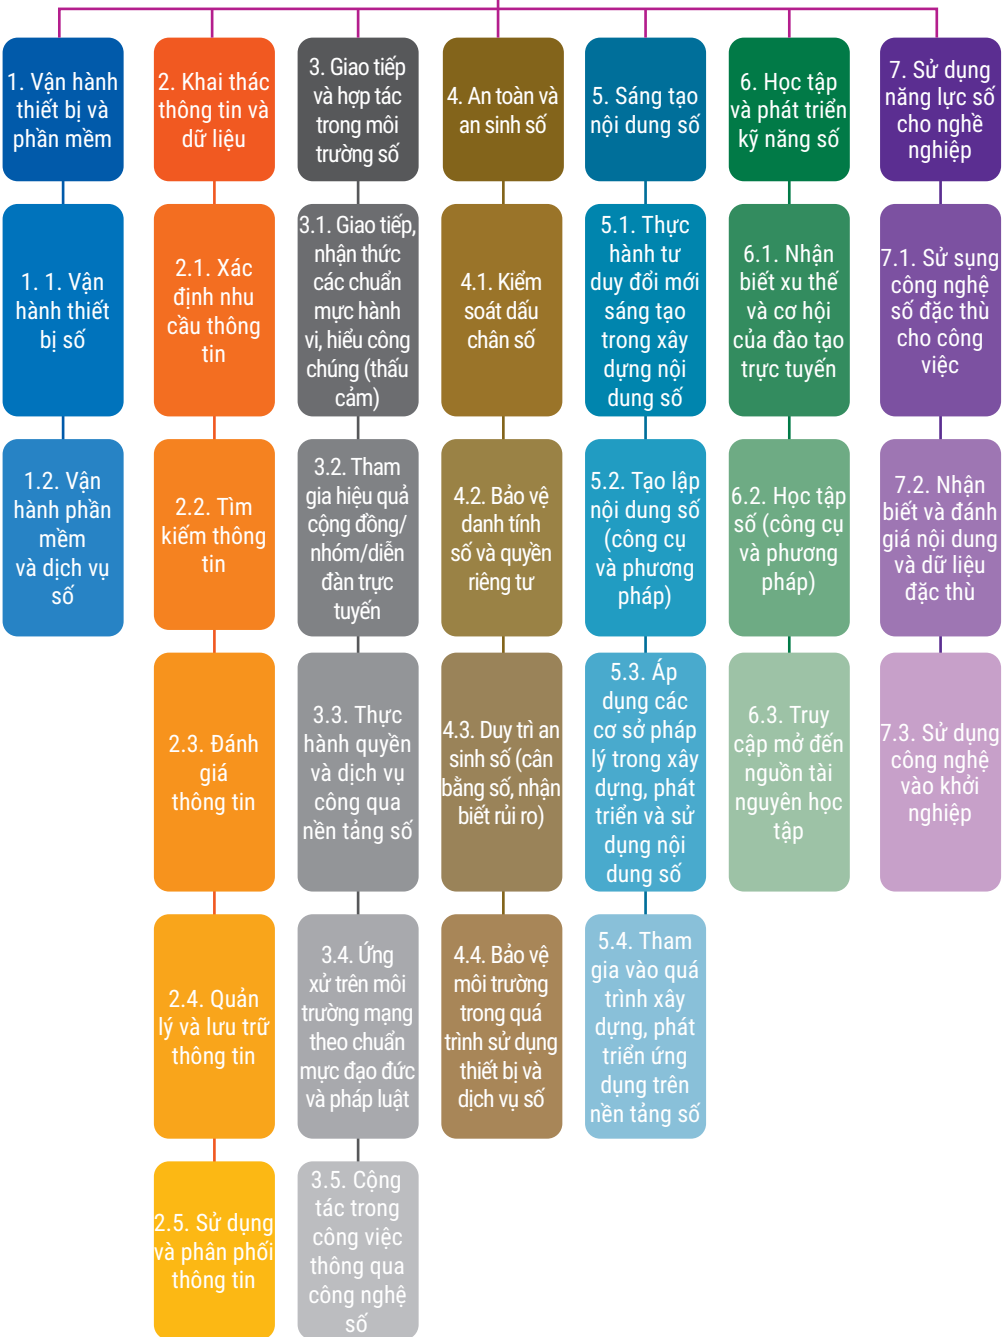 1. Vận hành
thiết bị và
phần mềm
2. Khai thác
thông tin và
dữ liệu
3. Giao tiếp
và hợp tác
trong môi
trường số
4. An toàn và
an sinh số
5. Sáng tạo
nội dung số
6. Học tập
và phát triển
kỹ năng số
7. Sử dụng
năng lực số
cho nghề
nghiệp
1. 1. Vận
hành thiết
bị số
2.1. Xác
định nhu
cầu thông
tin
3.1. Giao tiếp,
nhận thức
các chuẩn
mực hành
vi, hiểu công
chúng (thấu
cảm)
4.1. Kiểm
soát dấu
chân số
5.1. Thực
hành tư
duy đổi mới
sáng tạo
trong xây
dựng nội
dung số
6.1. Nhận
biết xu thế
và cơ hội
của đào tạo
trực tuyến
7.1. Sử sụng
công nghệ
số đặc thù
cho công
việc
1.2. Vận
hành phần
mềm
và dịch vụ
số
2.2. Tìm
kiếm thông
tin
3.2. Tham
gia hiệu quả
cộng đồng/
nhóm/diễn
đàn trực
tuyến
4.2. Bảo vệ
danh tính
số và quyền
riêng tư
5.2. Tạo lập
nội dung số
(công cụ
và phương
pháp)
6.2. Học tập
số (công cụ
và phương
pháp)
7.2. Nhận
biết và đánh
giá nội dung
và dữ liệu
đặc thù
2.3. Đánh
giá
thông tin
3.3. Thực
hành quyền
và dịch vụ
công qua
nền tảng số
4.3. Duy trì an
sinh số (cân
bằng số, nhận
biết rủi ro)
5.3. Áp
dụng các
cơ sở pháp
lý trong xây
dựng, phát
triển và sử
dụng nội
dung số
6.3. Truy
cập mở đến
nguồn tài
nguyên học
tập
7.3. Sử dụng
công nghệ
vào khởi
nghiệp
2.4. Quản
lý và lưu trữ
thông tin
3.4. Ứng
xử trên môi
trường mạng
theo chuẩn
mực đạo đức
và pháp luật
4.4. Bảo vệ
môi trường
trong quá
trình sử dụng
thiết bị và
dịch vụ số
5.4. Tham
gia vào quá
trình xây
dựng, phát
triển ứng
dụng trên
nền tảng số
2.5. Sử dụng
và phân phối
thông tin
3.5. Cộng
tác trong
công việc
thông qua
công nghệ
số